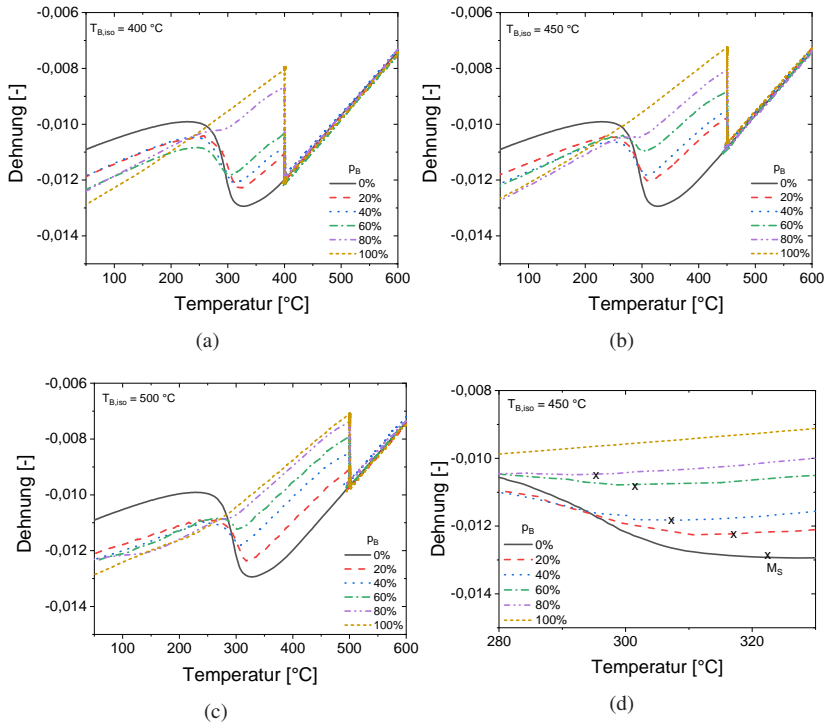 T_B,iso = 400 °C
-0,006
-0,008
-0,010
-0,012
-0,014
Dehnung [-]
p_B
0%
20%
40%
60%
80%
100%
100 200 300 400 500 600
Temperatur [°C]
(a)
T_B,iso = 450 °C
-0,006
-0,008
-0,010
-0,012
-0,014
Dehnung [-]
p_B
0%
20%
40%
60%
80%
100%
100 200 300 400 500 600
Temperatur [°C]
(b)
T_B,iso = 500 °C
-0,006
-0,008
-0,010
-0,012
-0,014
Dehnung [-]
p_B
0%
20%
40%
60%
80%
100%
100 200 300 400 500 600
Temperatur [°C]
(c)
T_B,iso = 450 °C
-0,008
-0,010
-0,012
-0,014
Dehnung [-]
x
x
x
x
x
M_S
p_B
0%
20%
40%
60%
80%
100%
280 300 320
Temperatur [°C]
(d)